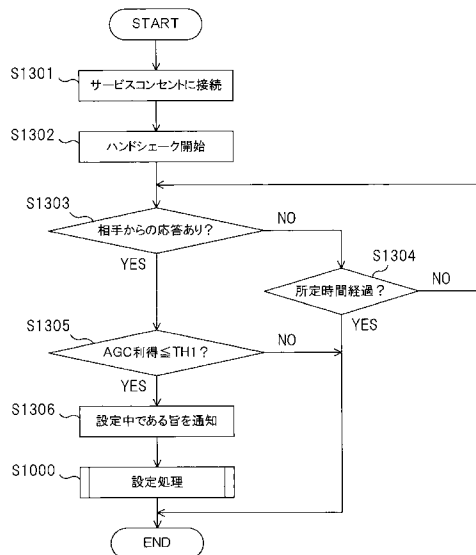 START
S1301
サービスコンセントに接続
S1302
ハンドシェーク開始
S1303
相手からの応答あり?
NO
YES
S1304
所定時間経過?
NO
YES
S1305
AGC利得≦TH1?
NO
YES
S1306
設定中である旨を通知
S1000
設定処理
END